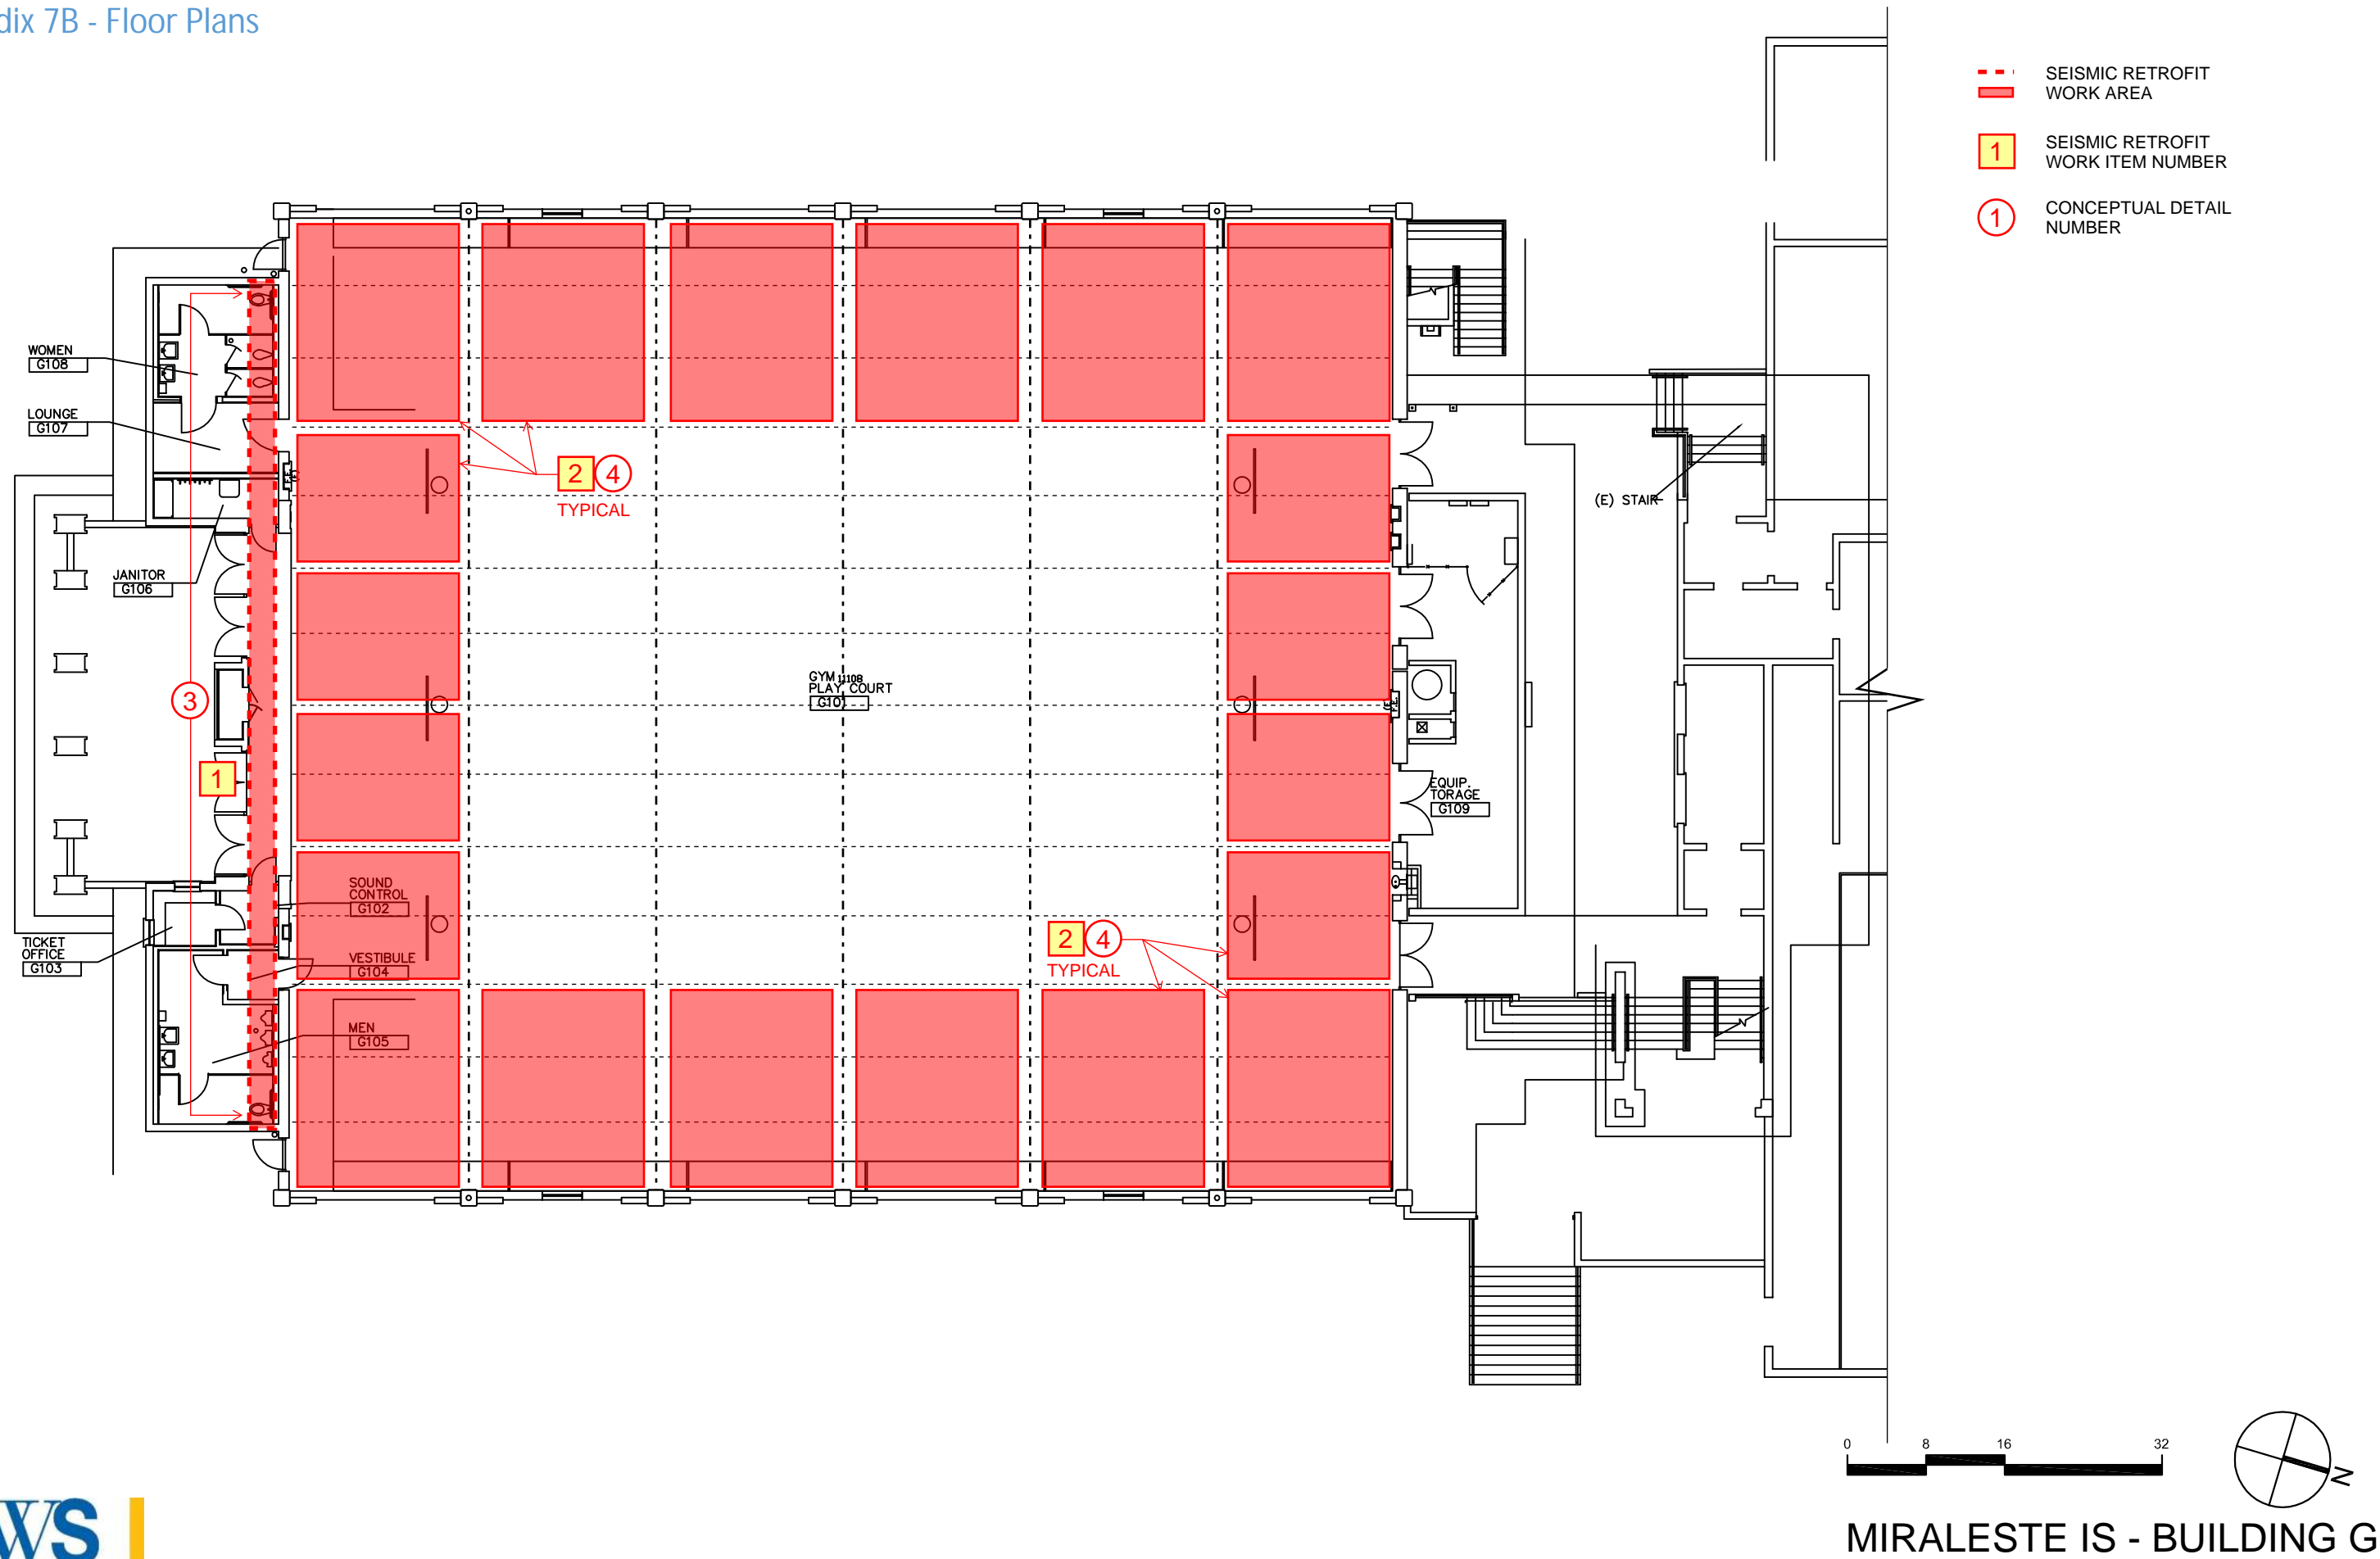 dix 7B - Floor Plans
SEISMIC RETROFIT
WORK AREA
1
SEISMIC RETROFIT
WORK ITEM NUMBER
1
CONCEPTUAL DETAIL
NUMBER
WOMEN
G108
LOUNGE
G107
2 4
TYPICAL
(E) STAIR
JANITOR
G106
GYM 11108
PLAY COURT
G101
3
1
EQUIP.
TORAGE
G109
SOUND
CONTROL
G102
TICKET
OFFICE
G103
VESTIBULE
G104
2 4
TYPICAL
MEN
G105
0 8 16 32
N
WS
MIRALESTE IS - BUILDING G